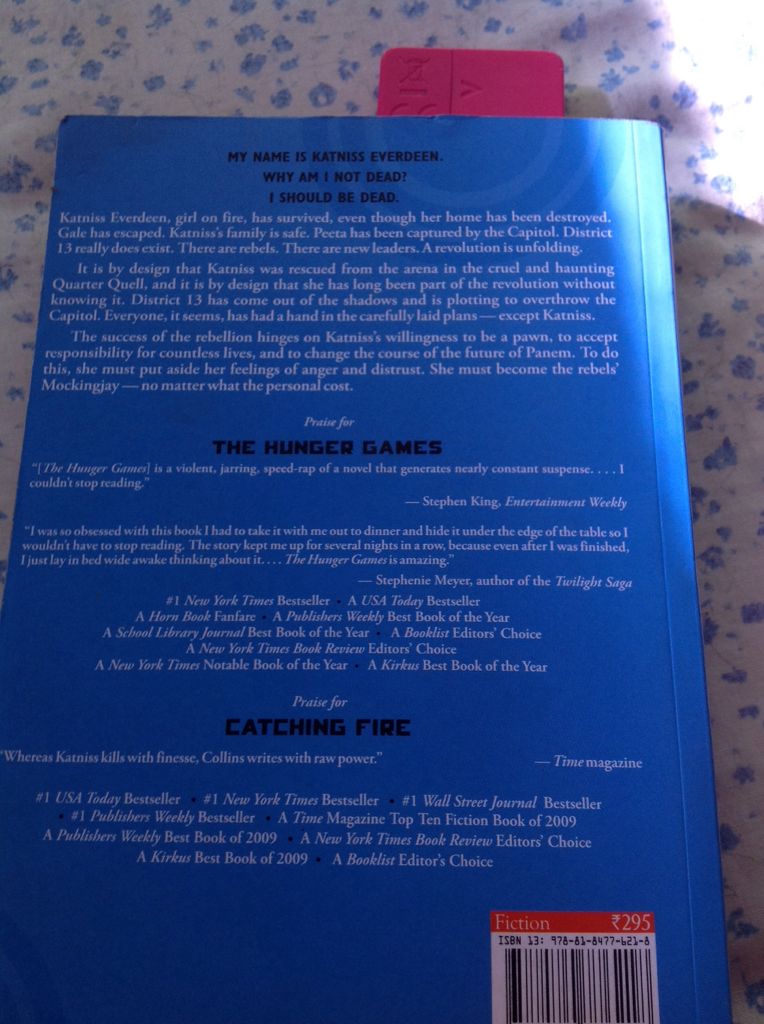 MY NAME IS KATNISS EVERDEEN.
WHY AM I NOT DEAD?
I SHOULD BE DEAD.
Katniss Everdeen, girl on fire, has survived, even though her home has been destroyed.
Gale has escaped. Katniss's family is safe. Peeta has been captured by the Capitol. District
13 really does exist. There are rebels. There are new leaders. A revolution is unfolding.
It is by design that Katniss was rescued from the arena in the cruel and haunting
Quarter Quell, and it is by design that she has long been part of the revolution without
knowing it. District 13 has come out of the shadows and is plotting to overthrow the
Capitol. Everyone, it seems, has had a hand in the carefully laid plans — except Katniss.
The success of the rebellion hinges on Katniss's willingness to be a pawn, to accept
responsibility for countless lives, and to change the course of the future of Panem. To do
this, she must put aside her feelings of anger and distrust. She must become the rebels'
Mockingjay — no matter what the personal cost.
Praise for
THE HUNGER GAMES
“[The Hunger Games] is a violent, jarring, speed-rap of a novel that generates nearly constant suspense. . . . I
couldn't stop reading.”
— Stephen King, Entertainment Weekly
“I was so obsessed with this book I had to take it with me out to dinner and hide it under the edge of the table so I
wouldn't have to stop reading. The story kept me up for several nights in a row, because even after I was finished,
I just lay in bed wide awake thinking about it. . . . The Hunger Games is amazing.”
— Stephenie Meyer, author of the Twilight Saga
#1 New York Times Bestseller • A USA Today Bestseller
A Horn Book Fanfare • A Publishers Weekly Best Book of the Year
A School Library Journal Best Book of the Year • A Booklist Editors' Choice
A New York Times Book Review Editors' Choice
A New York Times Notable Book of the Year • A Kirkus Best Book of the Year
Praise for
CATCHING FIRE
“Whereas Katniss kills with finesse, Collins writes with raw power.” — Time magazine
#1 USA Today Bestseller • #1 New York Times Bestseller • #1 Wall Street Journal Bestseller
• #1 Publishers Weekly Bestseller • A Time Magazine Top Ten Fiction Book of 2009
A Publishers Weekly Best Book of 2009 • A New York Times Book Review Editors' Choice
A Kirkus Best Book of 2009 • A Booklist Editor's Choice
Fiction ₹295
ISBN 13: 978-81-8477-621-8